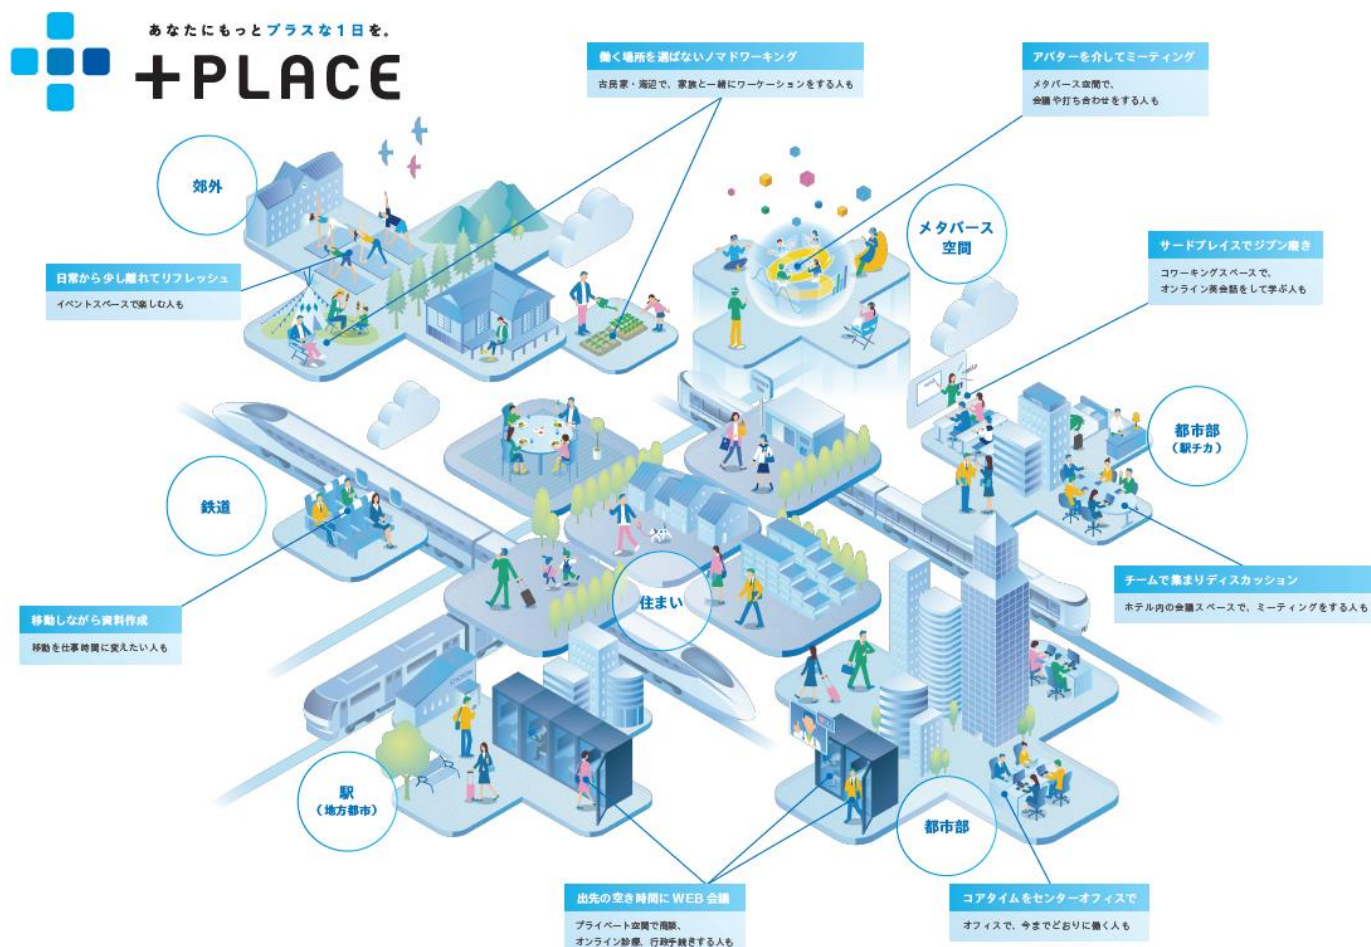 あなたにもっとプラスな1日を。
+PLACE
働く場所を選ばないノマドワーキング
古民家・海辺で、家族と一緒にワーケーションをする人も
アバターを介してミーティング
メタバース空間で、
会議や打ち合わせをする人も
郊外
メタバース
空間
サードプレイスでジブン磨き
コワーキングスペースで、
オンライン英会話をして学ぶ人も
日常から少し離れてリフレッシュ
イベントスペースで楽しむ人も
都市部
(駅チカ)
鉄道
チームで集まりディスカッション
ホテル内の会議スペースで、ミーティングをする人も
住まい
移動しながら資料作成
移動を仕事時間に変えたい人も
駅
(地方都市)
都市部
出先の空き時間にWEB会議
プライベート空間で商談、
オンライン診療、行政手続きする人も
コアタイムをセンターオフィスで
オフィスで、今までどおりに働く人も